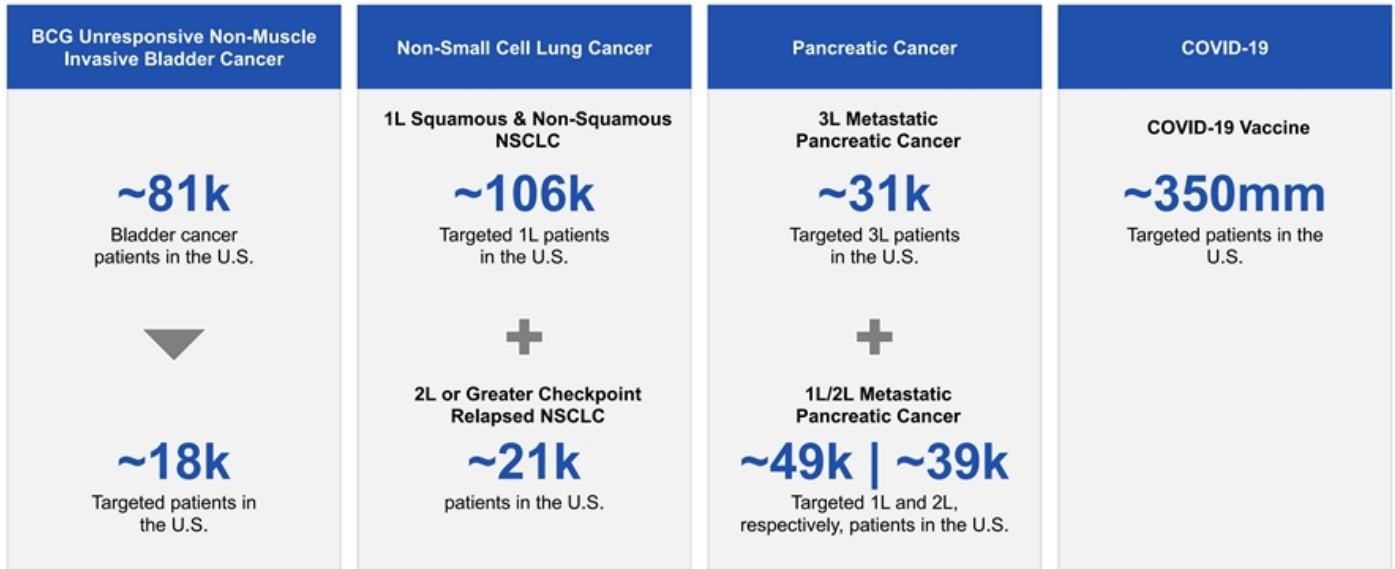 BCG Unresponsive Non-Muscle
Invasive Bladder Cancer
~81k
Bladder cancer
patients in the U.S.
~18k
Targeted patients in
the U.S.
Non-Small Cell Lung Cancer
1L Squamous & Non-Squamous
NSCLC
~106k
Targeted 1L patients
in the U.S.
2L or Greater Checkpoint
Relapsed NSCLC
~21k
patients in the U.S.
Pancreatic Cancer
3L Metastatic
Pancreatic Cancer
~31k
Targeted 3L patients
in the U.S.
1L/2L Metastatic
Pancreatic Cancer
~49k | ~39k
Targeted 1L and 2L,
respectively, patients in the U.S.
COVID-19
COVID-19 Vaccine
~350mm
Targeted patients in the
U.S.